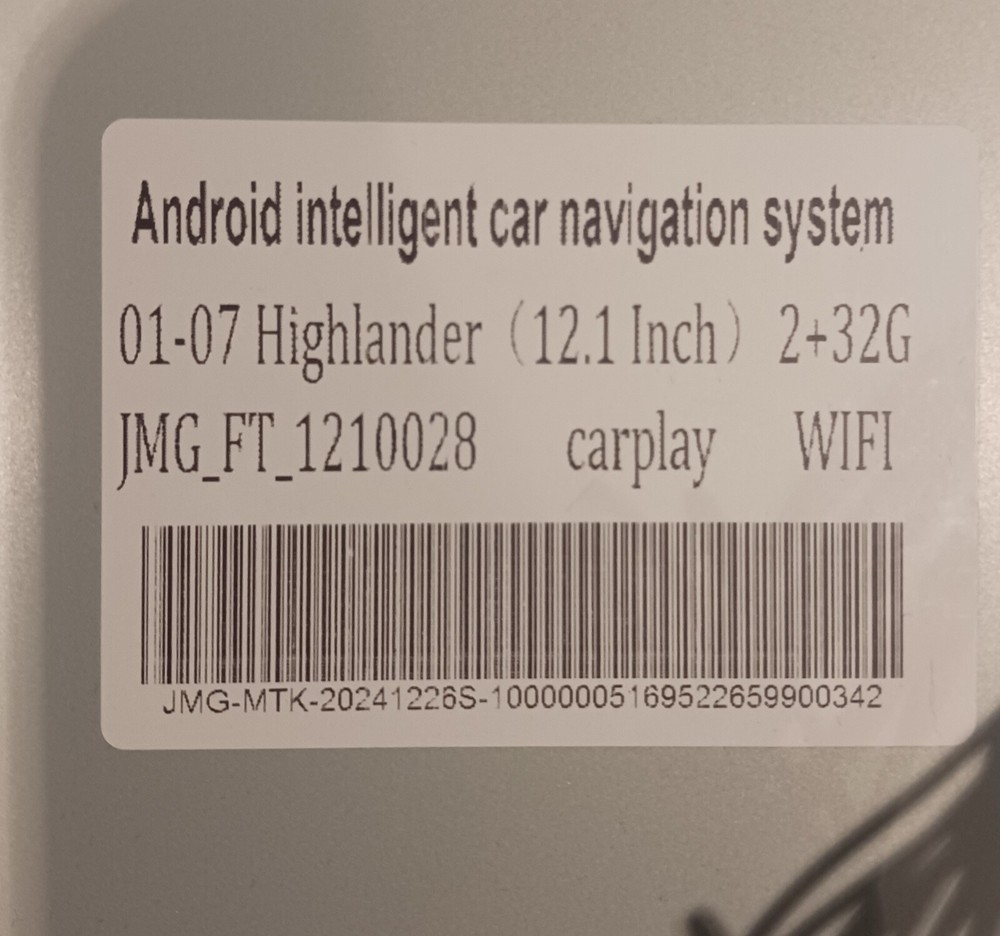 Android intelligent car navigation system
01-07 Highlander（12.1 Inch）2+32G
JMG_FT_1210028 carplay WIFI
JMG-MTK-20241226S-10000005169522659900342